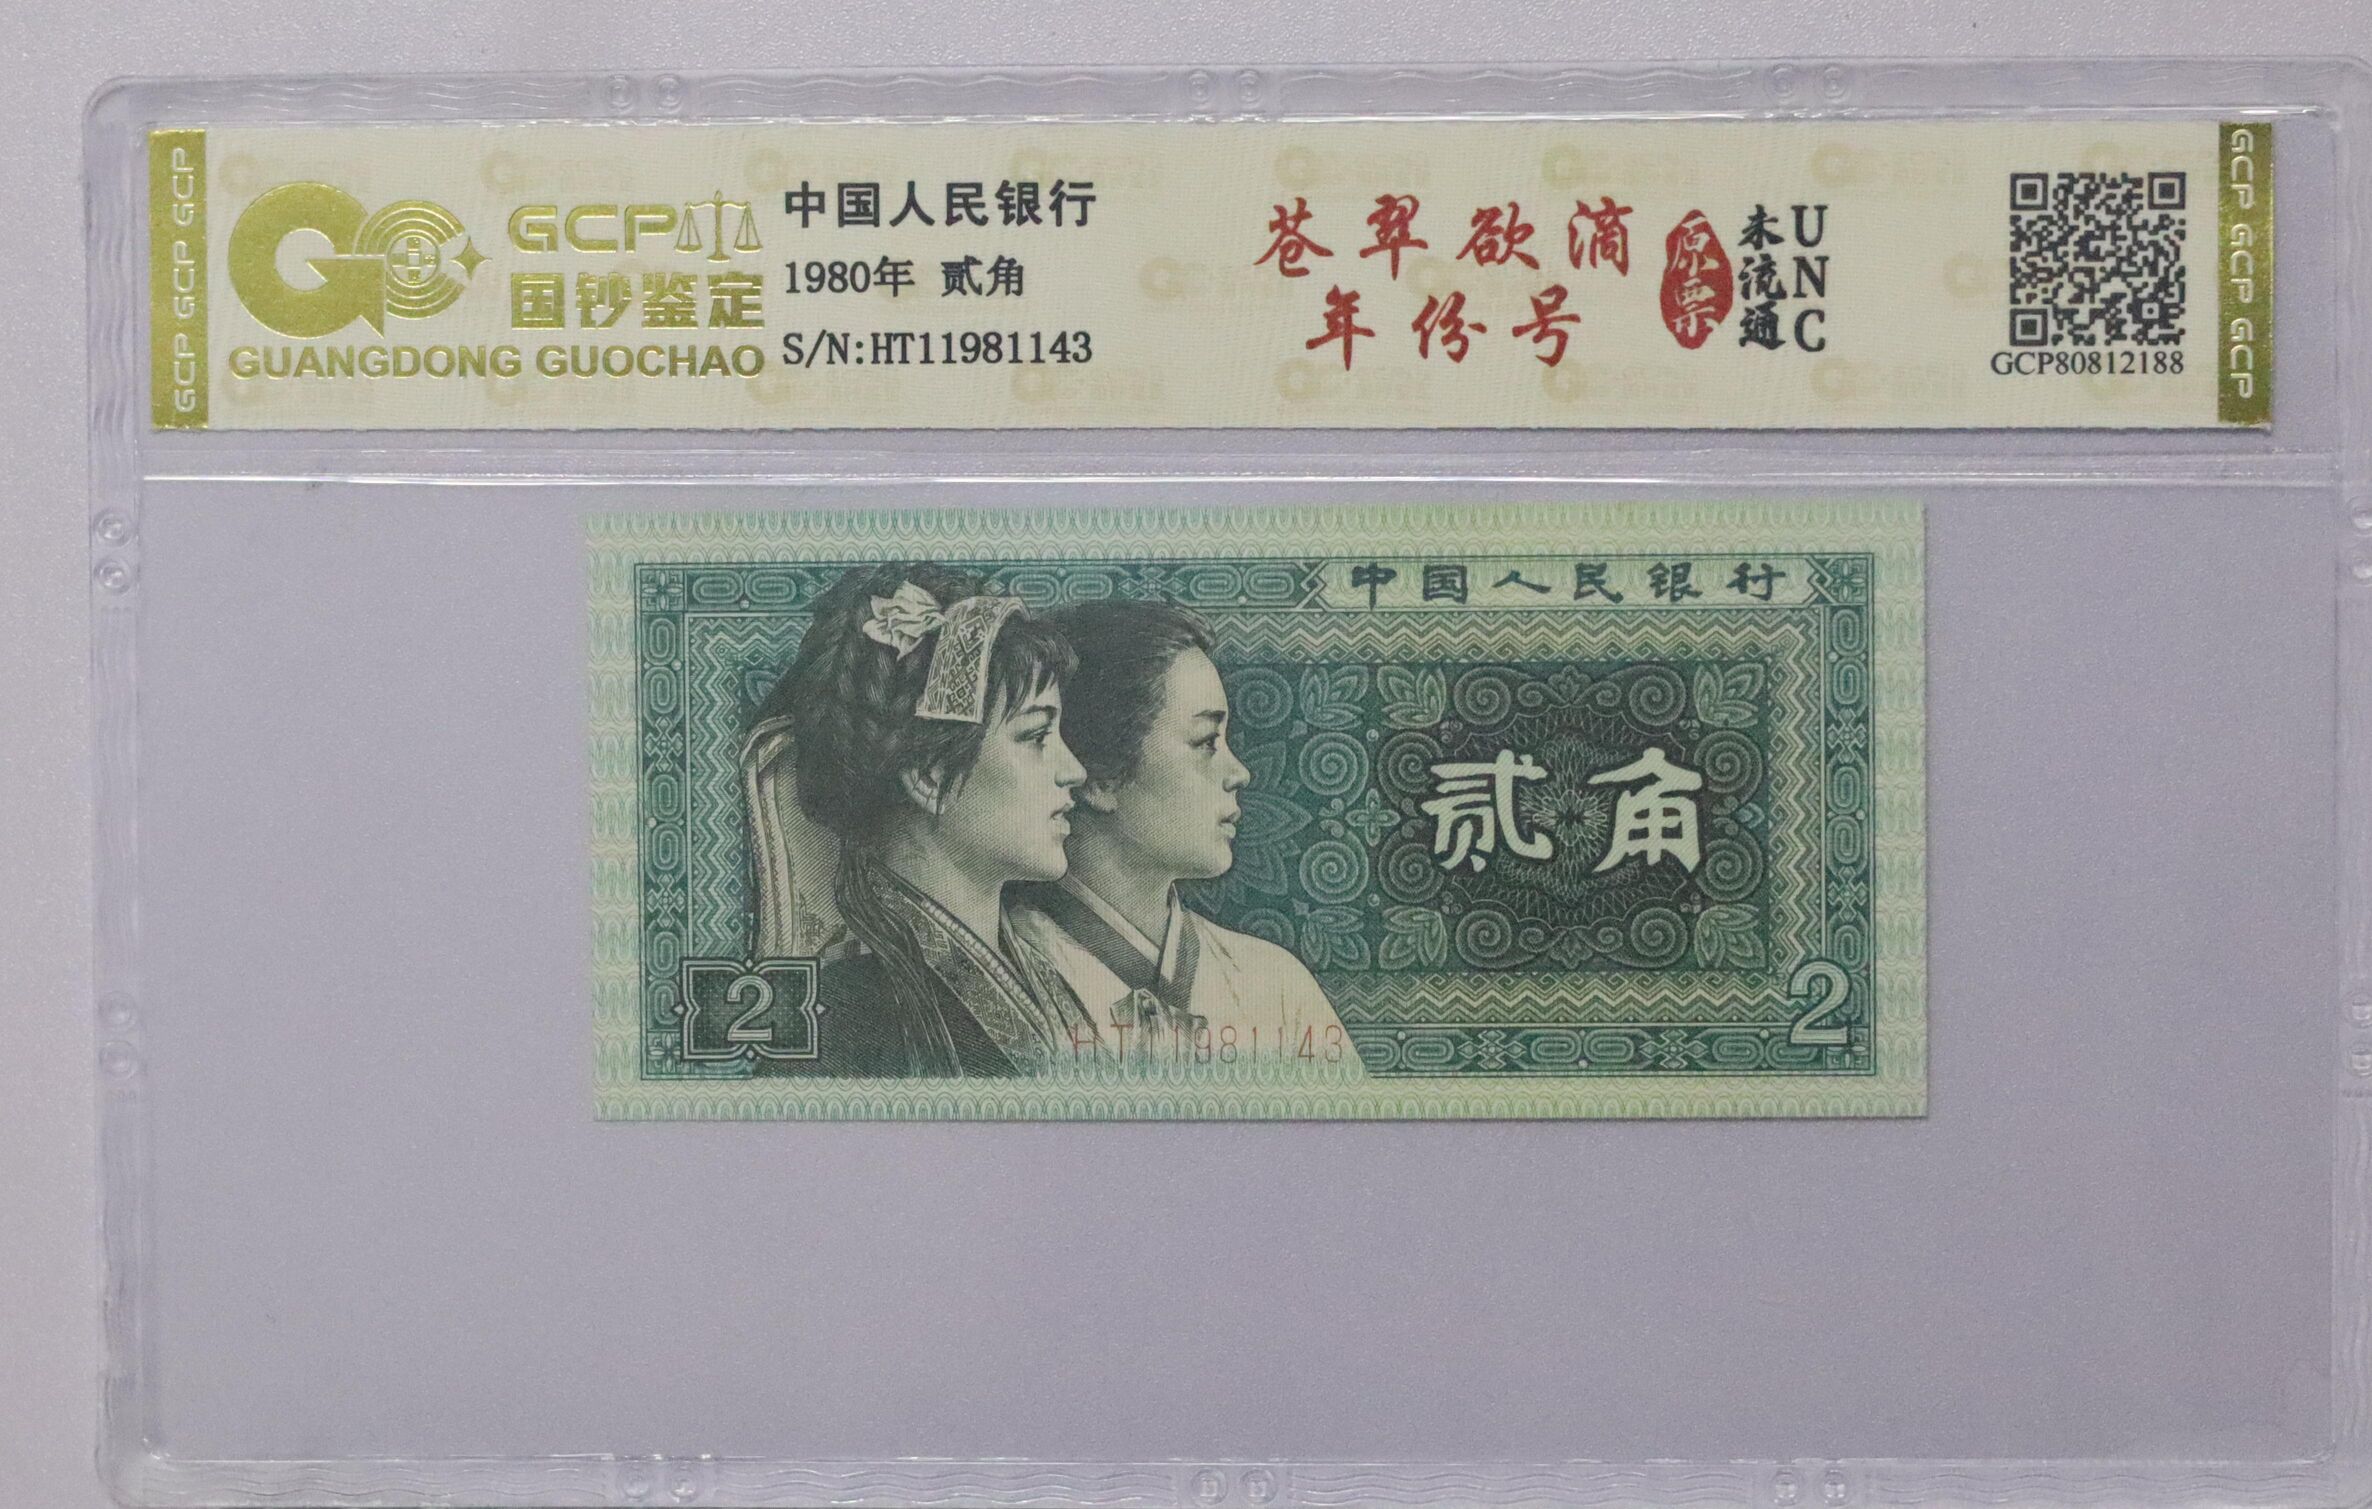 GCP GCP GCP
GCP
国钞鉴定
GUANGDONG GUOCHAO
中国人民银行
1980年 贰角
S/N:HT11981143
苍翠欲滴
年份号
原票
未流通
UNC
GCP80812188
GCP GCP GCP GCP
中国人民银行
贰角
2
2
HT11981143